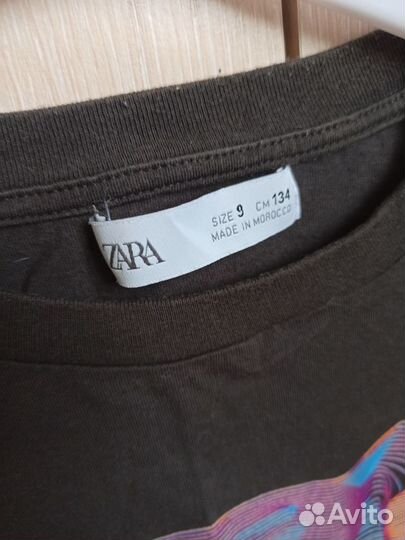 ZARA
SIZE 9 CM 134
MADE IN MOROCCO
Avito